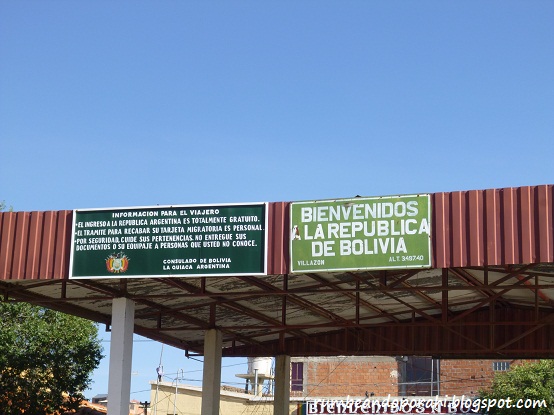 INFORMACION PARA EL VIAJERO
*EL INGRESO A LA REPUBLICA ARGENTINA ES TOTALMENTE GRATUITO.
*EL TRAMITE PARA RECABAR SU TARJETA MIGRATORIA ES PERSONAL.
*POR SEGURIDAD, CUIDE SUS PERTENENCIAS. NO ENTREGUE SUS
DOCUMENTOS O SU EQUIPAJE A PERSONAS QUE USTED NO CONOCE.
CONSULADO DE BOLIVIA
LA QUIACA ARGENTINA
BIENVENIDOS
A LA REPUBLICA
DE BOLIVIA
VILLAZON ALT. 345740
BIENVENIDOS
rumbeandoporahi.blogspot.com